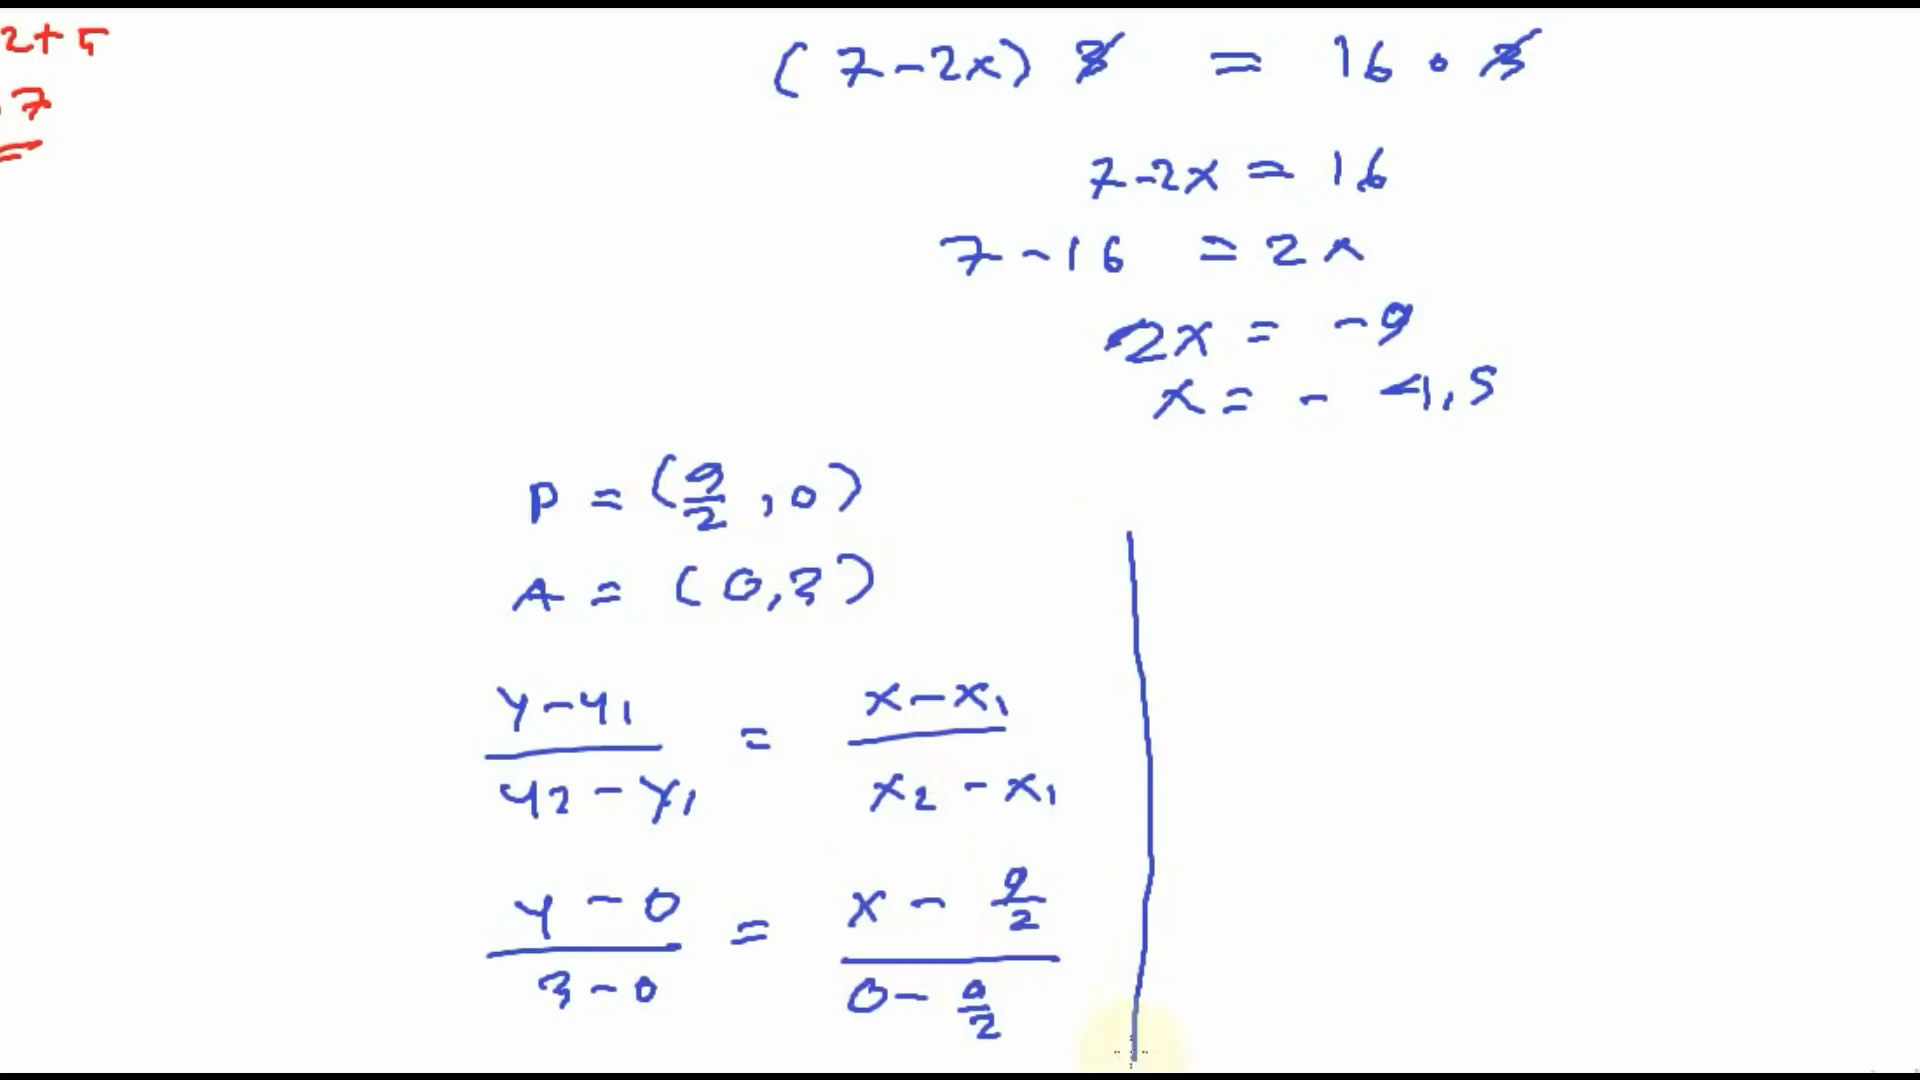 2+5
7
(7-2x) 3 = 16 . 3
7-2x = 16
7-16 = 2x
2x = -9
x = - 4,5
P = (9/2, 0)
A = (0,3)
y-y1 / y2-y1 = x-x1 / x2-x1
y-0 / 3-0 = x - 9/2 / 0 - 9/2